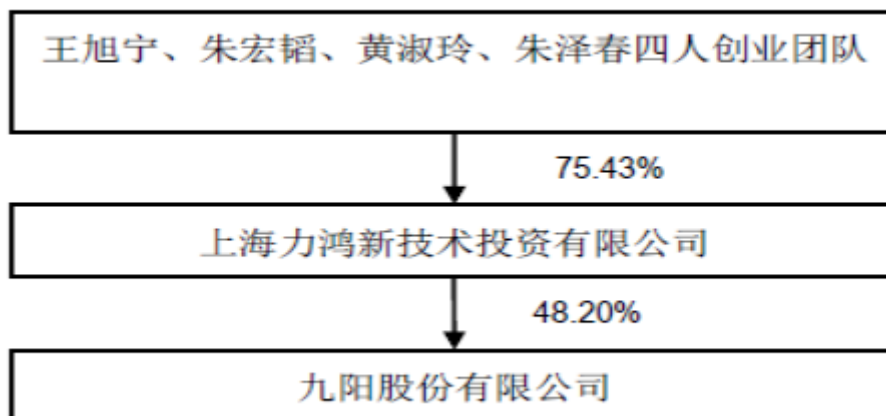 王旭宁、朱宏韬、黄淑玲、朱泽春四人创业团队
75.43%
上海力鸿新技术投资有限公司
48.20%
九阳股份有限公司